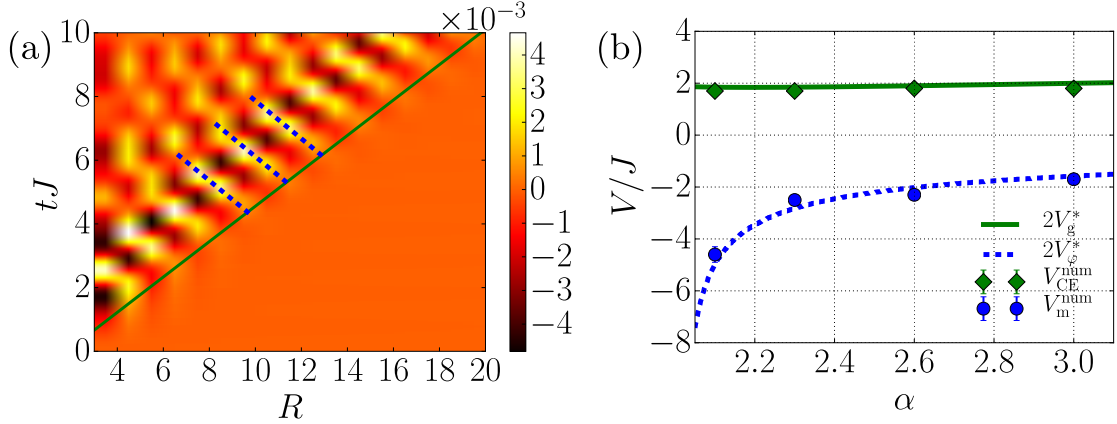 (a)
×10⁻³
tJ
10
8
6
4
2
0
4 6 8 10 12 14 16 18 20
R
4
3
2
1
0
−1
−2
−3
−4
(b)
V/J
4
2
0
−2
−4
−6
−8
2.2 2.4 2.6 2.8 3.0
α
2V*g
2V*φ
V^num_CE
V^num_m